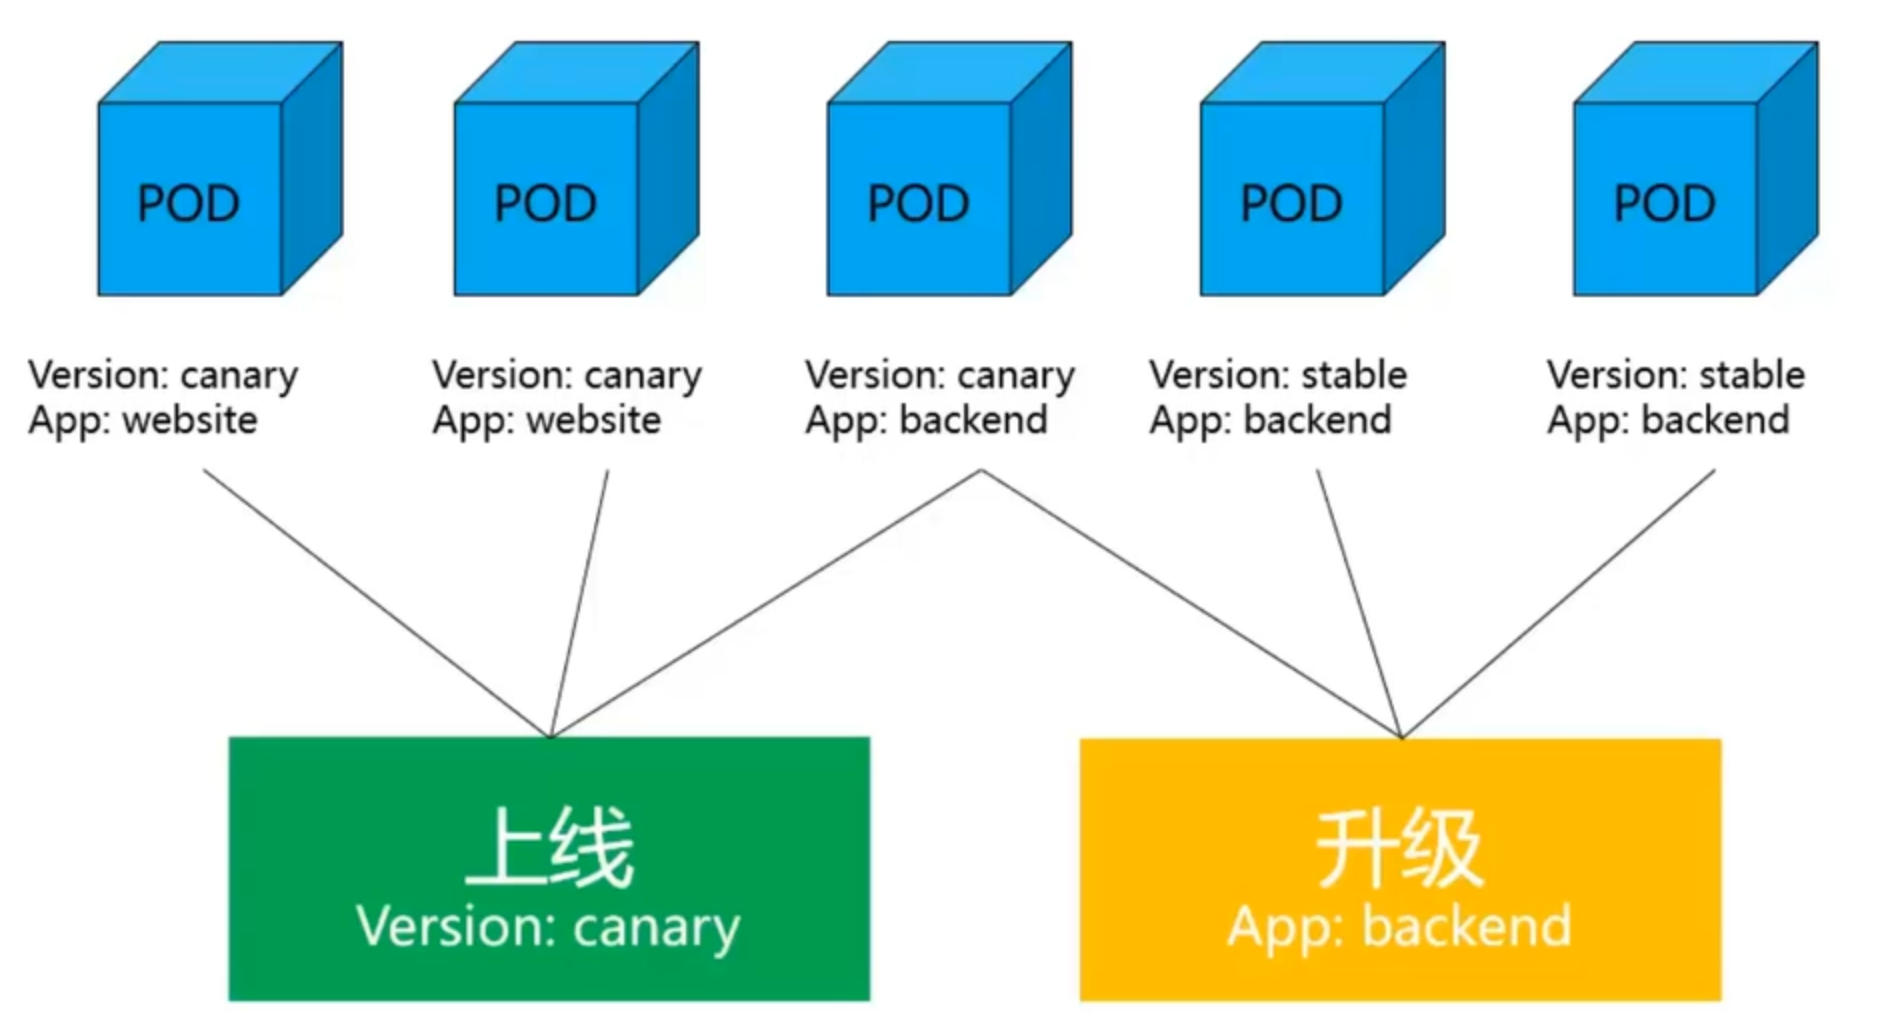 POD
POD
POD
POD
POD
Version: canary
App: website
Version: canary
App: website
Version: canary
App: backend
Version: stable
App: backend
Version: stable
App: backend
上线
Version: canary
升级
App: backend